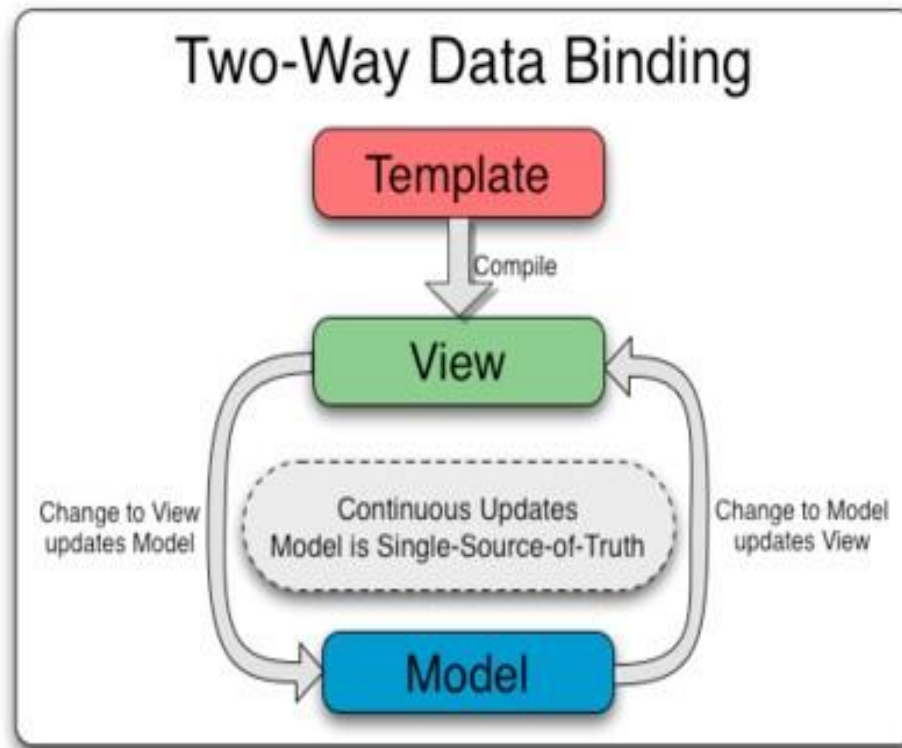 Two-Way Data Binding
Template
Compile
View
Change to View
updates Model
Continuous Updates
Model is Single-Source-of-Truth
Change to Model
updates View
Model